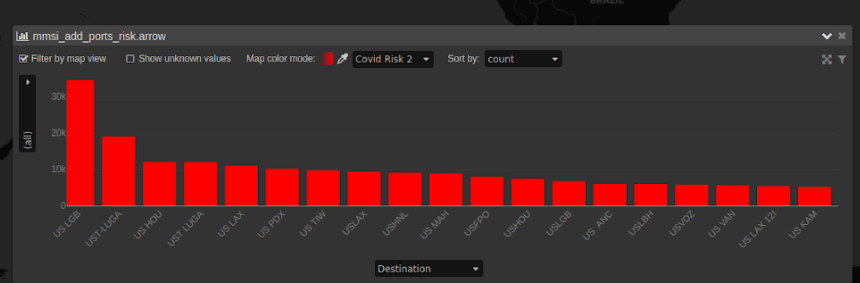 BRAZIL
mmsi_add_ports_risk.arrow
Filter by map view Show unknown values Map color mode: Covid Risk 2 Sort by: count
(all)
30k
20k
10k
0
US LGB UST-LUGA US HOU UST LUGA US LAX US PDX US TIW USLAX USHNL US MAH USFPO USHOU USLGB US ANC USLBH USVDZ US VAN US LAX 12I US KAM
Destination